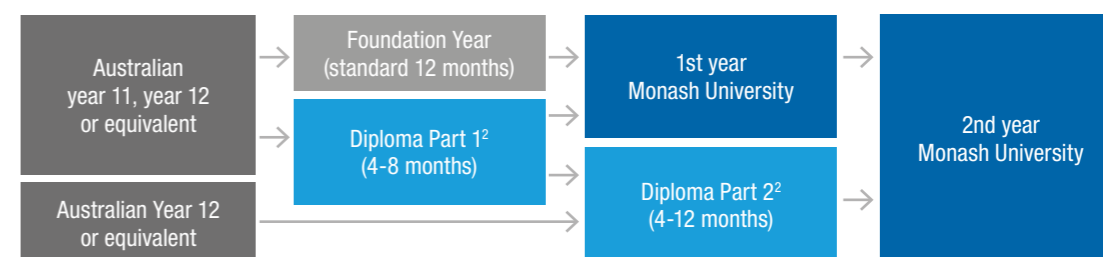 Australian
year 11, year 12
or equivalent
Foundation Year
(standard 12 months)
Diploma Part 1²
(4-8 months)
1st year
Monash University
2nd year
Monash University
Australian Year 12
or equivalent
Diploma Part 2²
(4-12 months)